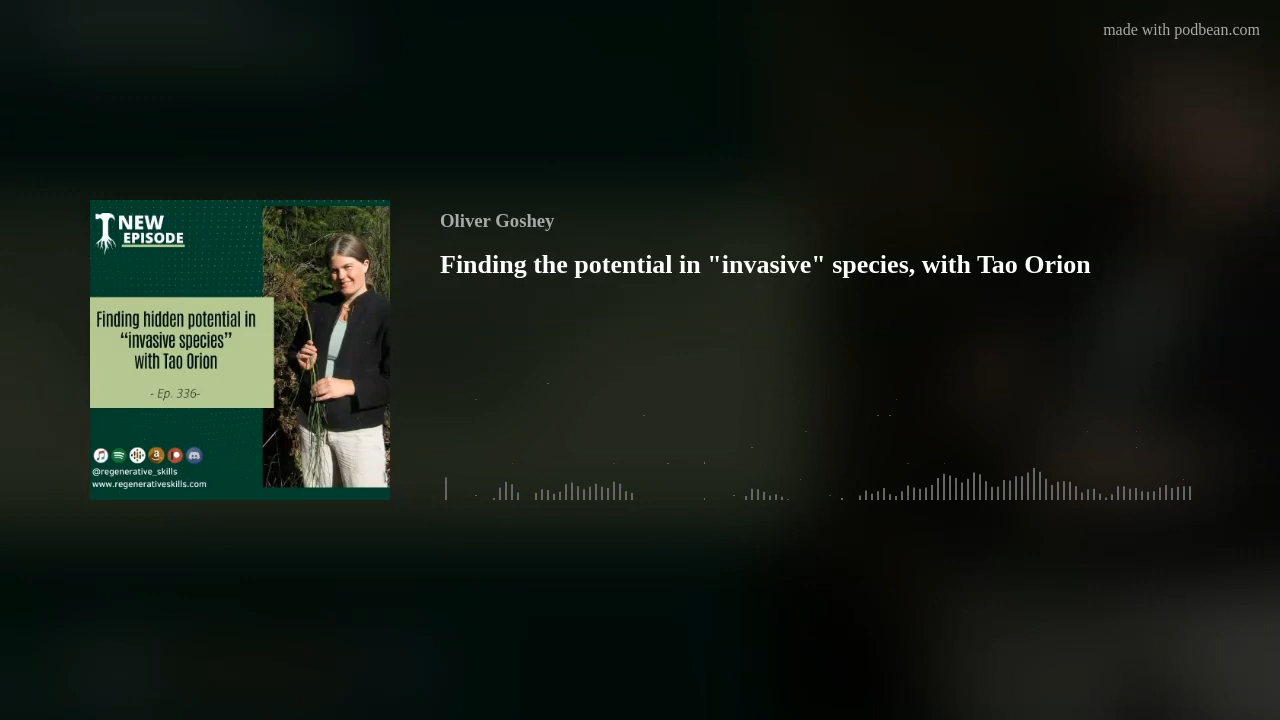 made with podbean.com
Oliver Goshey
Finding the potential in "invasive" species, with Tao Orion
NEW
EPISODE
Finding hidden potential in
“invasive species”
with Tao Orion
- Ep. 336-
@regenerative_skills
www.regenerativeskills.com